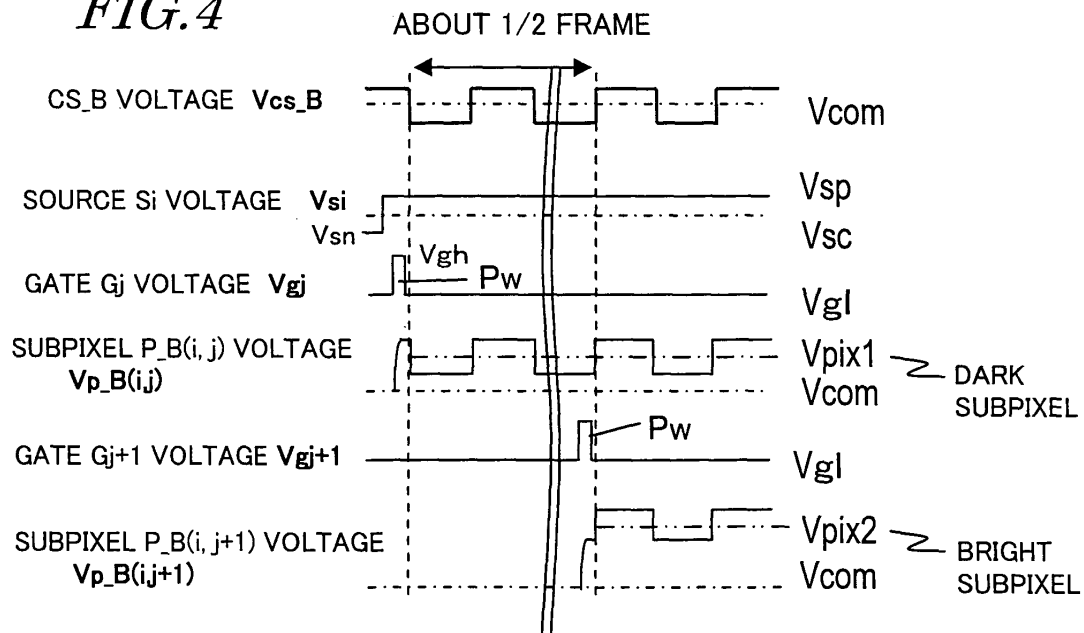 FIG.4
ABOUT 1/2 FRAME
CS_B VOLTAGE Vcs_B
Vcom
SOURCE Si VOLTAGE Vsi
Vsp
Vsn
Vsc
Vgh
GATE Gj VOLTAGE Vgj
Pw
Vgl
SUBPIXEL P_B(i, j) VOLTAGE
Vp_B(i,j)
Vpix1
Vcom
DARK
SUBPIXEL
GATE Gj+1 VOLTAGE Vgj+1
Pw
Vgl
SUBPIXEL P_B(i, j+1) VOLTAGE
Vp_B(i,j+1)
Vpix2
Vcom
BRIGHT
SUBPIXEL